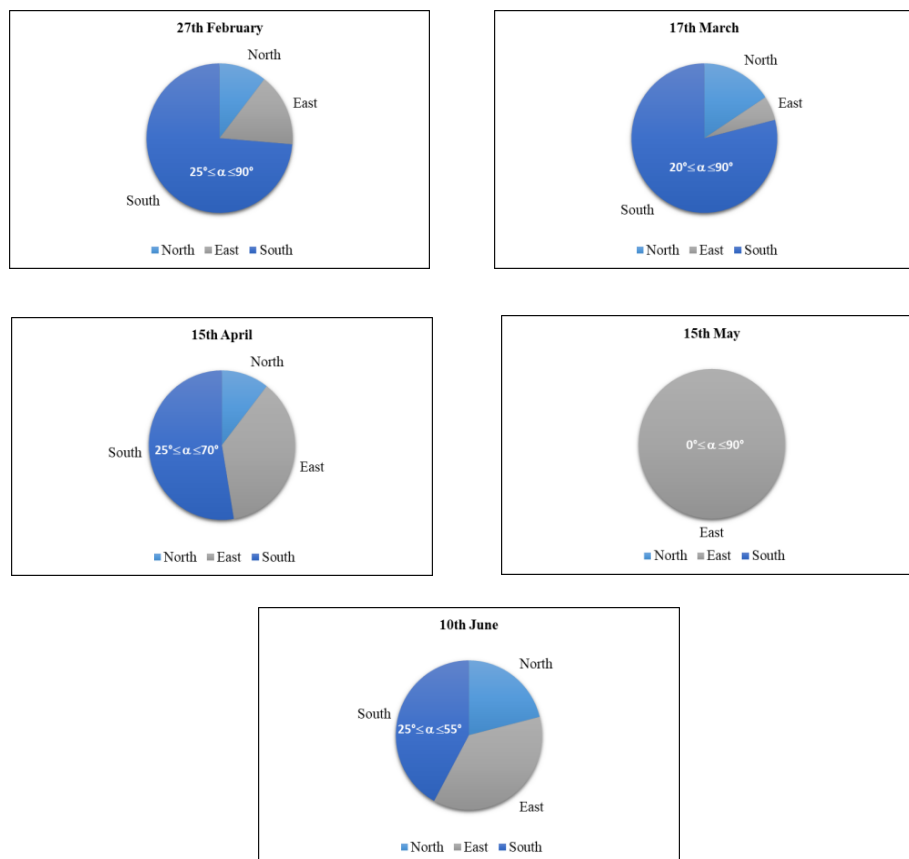 27th February
North
East
25°≤ α ≤90°
South
North East South
17th March
North
East
20°≤ α ≤90°
South
North East South
15th April
North
25°≤ α ≤70°
South
East
North East South
15th May
0°≤ α ≤90°
East
North East South
10th June
North
South
25°≤ α ≤55°
East
North East South